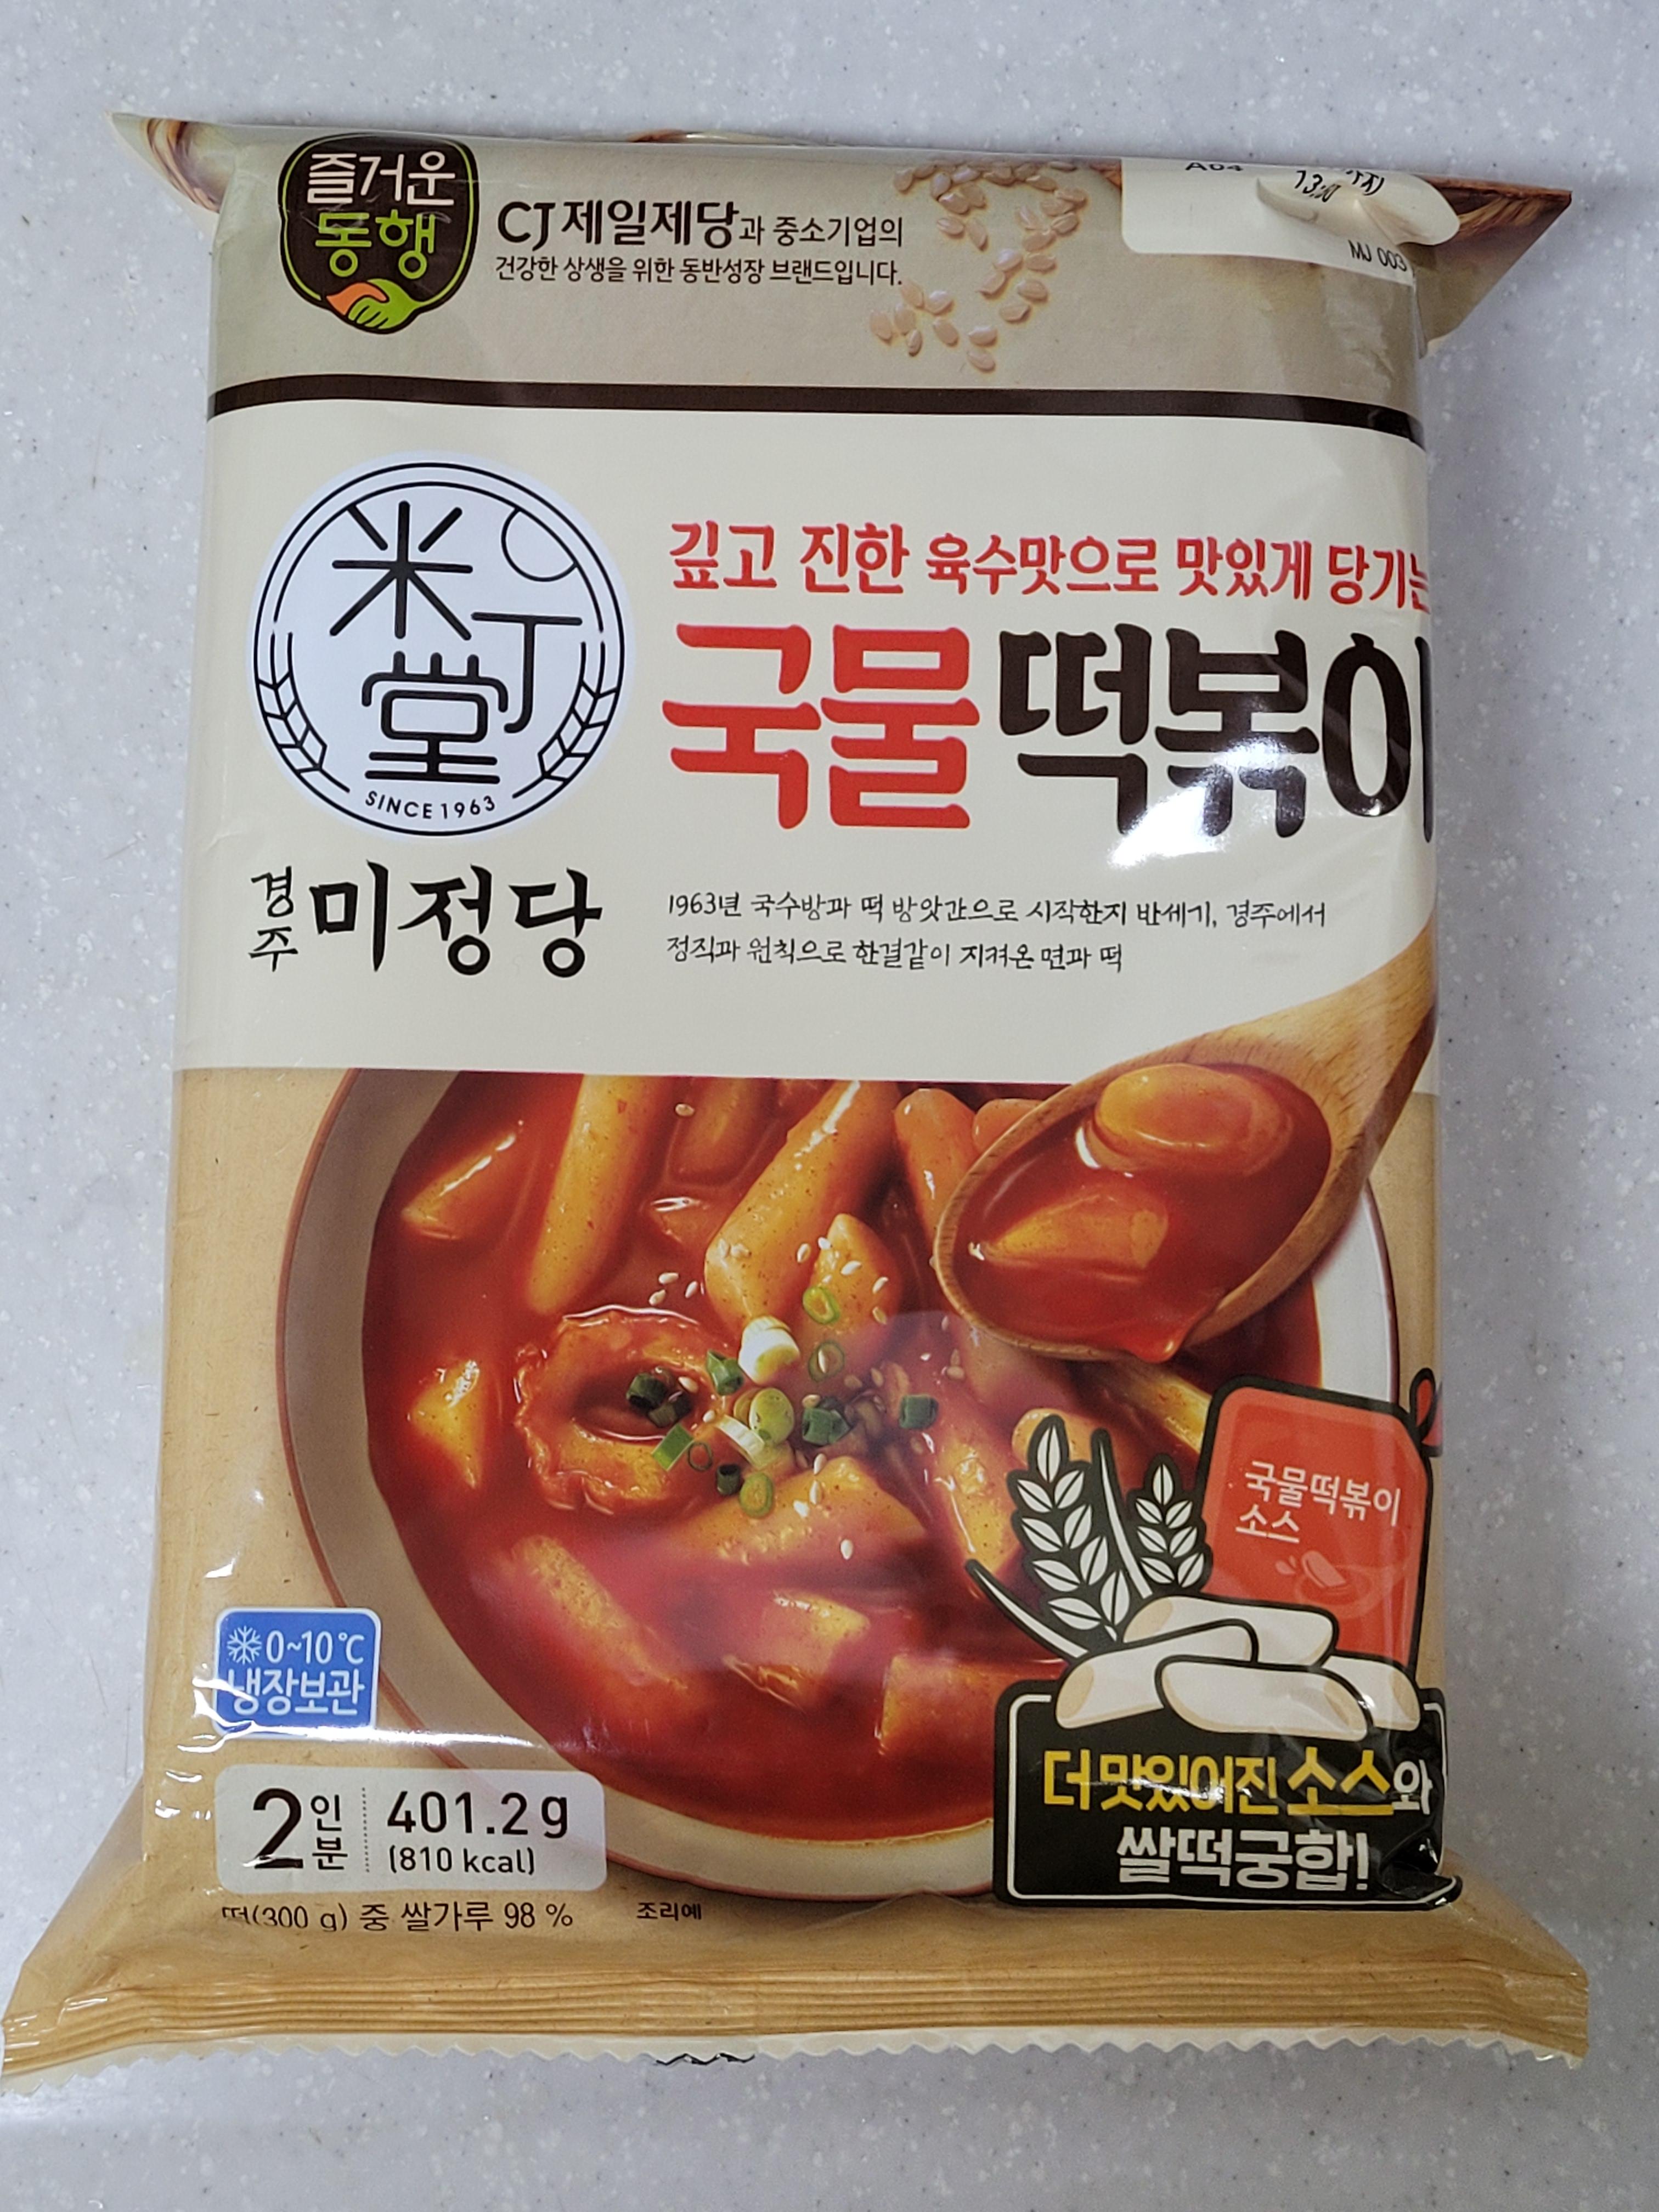 즐거운
동행
CJ제일제당과 중소기업의
건강한 상생을 위한 동반성장 브랜드입니다.
A04
MJ 003
米丁
堂
SINCE 1963
경주 미정당
깊고 진한 육수맛으로 맛있게 당기는
국물떡볶이
1963년 국수방과 떡 방앗간으로 시작한지 반세기, 경주에서
정직과 원칙으로 한결같이 지켜온 면과 떡
국물떡볶이
소스
0~10℃
냉장보관
더 맛있어진 소스와
쌀떡궁합!
2인분
401.2 g
(810 kcal)
떡(300 g) 중 쌀가루 98 %
조리예